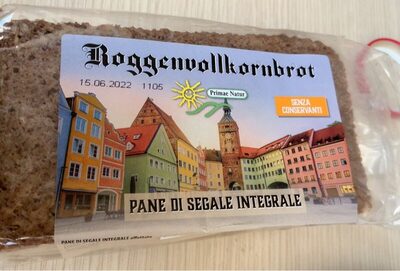 Roggenvollkornbrot
15.06.2022 1105
Primae Natur
SENZA
CONSERVANTI
PANE DI SEGALE INTEGRALE
PANE DI SEGALE INTEGRALE